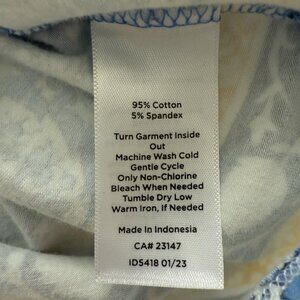 95% Cotton
5% Spandex
Turn Garment Inside
Out
Machine Wash Cold
Gentle Cycle
Only Non-Chlorine
Bleach When Needed
Tumble Dry Low
Warm Iron, If Needed
Made In Indonesia
CA# 23147
ID5418 01/23